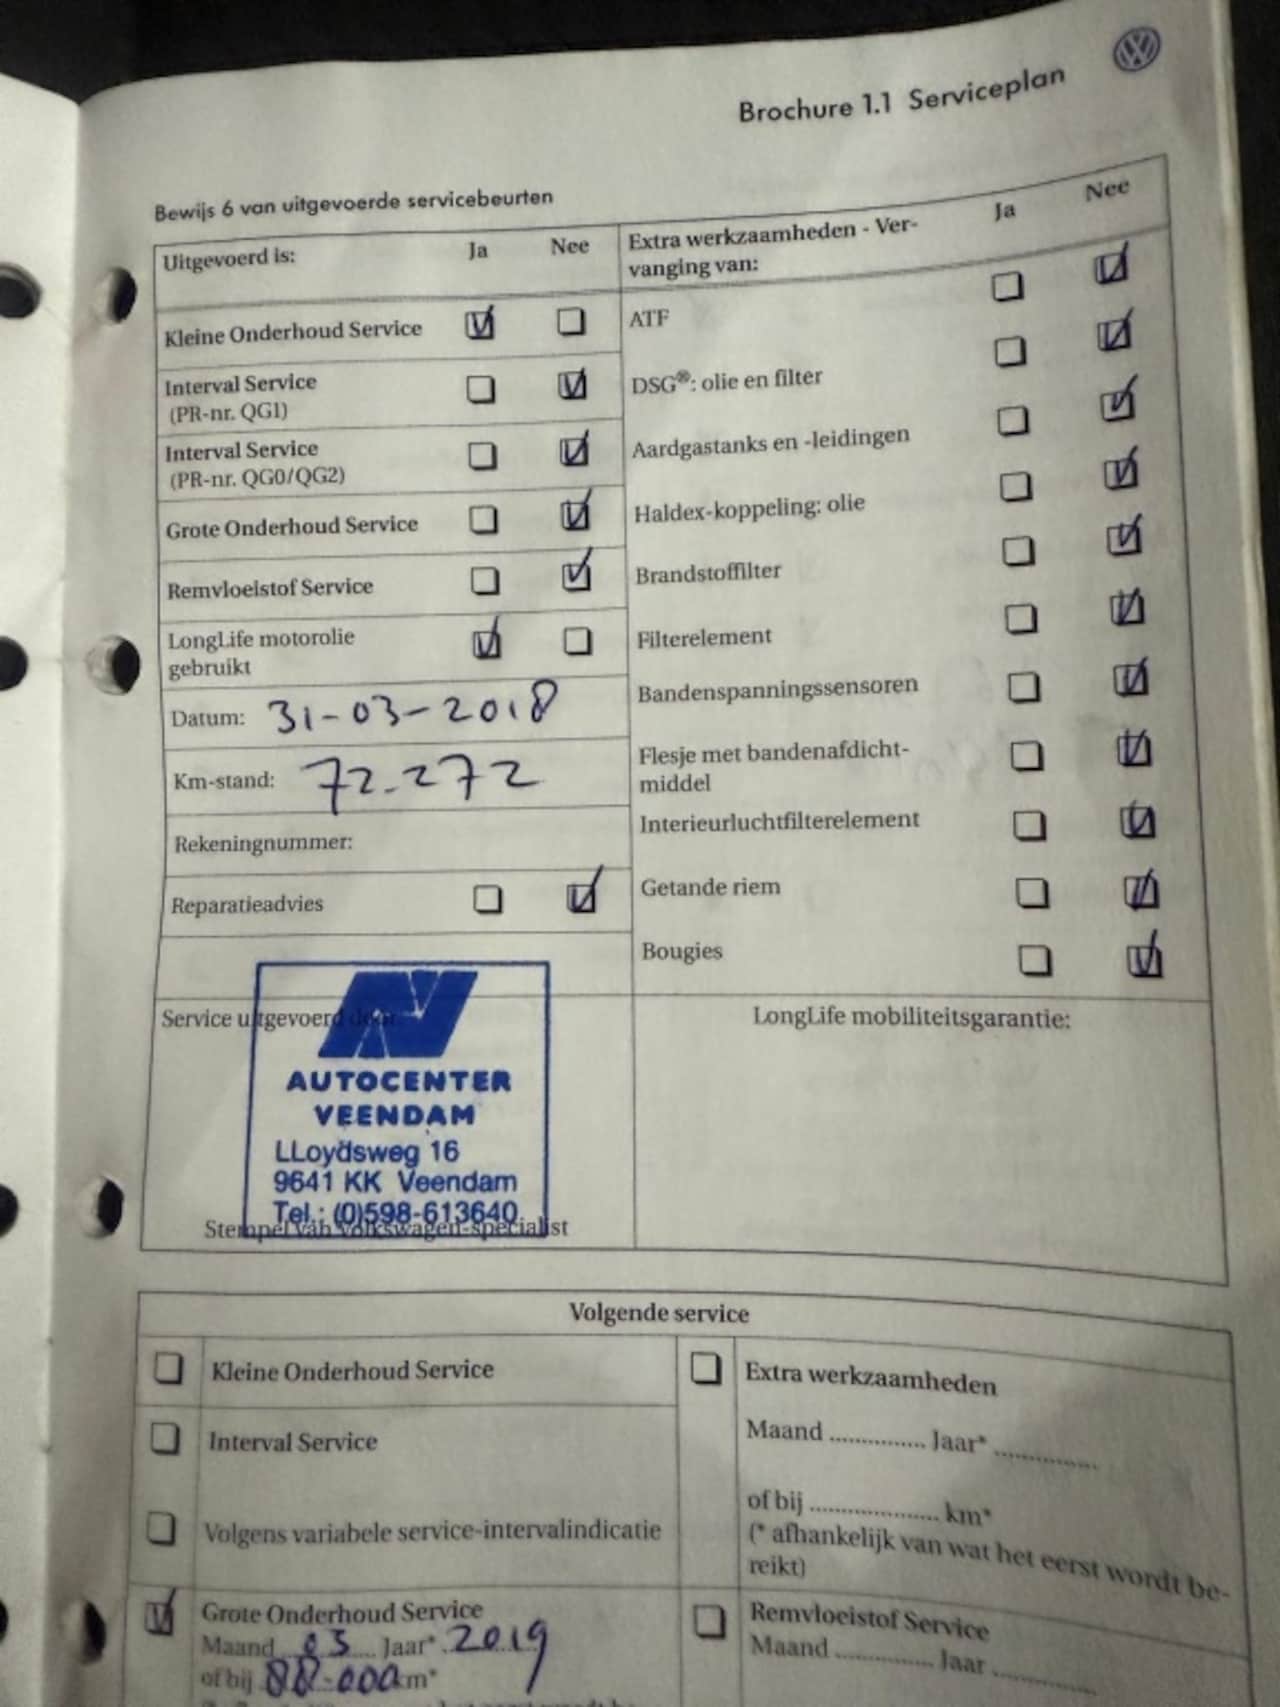 Brochure 1.1 Serviceplan
Bewijs 6 van uitgevoerde servicebeurten
Uitgevoerd is: Ja Nee
Kleine Onderhoud Service
Interval Service
(PR-nr. QG1)
Interval Service
(PR-nr. QG0/QG2)
Grote Onderhoud Service
Remvloeistof Service
LongLife motorolie
gebruikt
Datum: 31-03-2018
Km-stand: 72.272
Rekeningnummer:
Reparatieadvies
Extra werkzaamheden - Ver-
vanging van: Ja Nee
ATF
DSG®: olie en filter
Aardgastanks en -leidingen
Haldex-koppeling: olie
Brandstoffilter
Filterelement
Bandenspanningssensoren
Flesje met bandenafdicht-
middel
Interieurluchtfilterelement
Getande riem
Bougies
Service uitgevoerd door:
AUTOCENTER
VEENDAM
LLoydsweg 16
9641 KK Veendam
Tel.: (0)598-613640
Stempel van Volkswagen-specialist
LongLife mobiliteitsgarantie:
Volgende service
Kleine Onderhoud Service
Interval Service
Volgens variabele service-intervalindicatie
Grote Onderhoud Service
Maand 03 Jaar* 2019
of bij 88.000 km*
Extra werkzaamheden
Maand ............... Jaar* ...............
of bij .................... km*
(* afhankelijk van wat het eerst wordt be-
reikt)
Remvloeistof Service
Maand ............... Jaar ...............